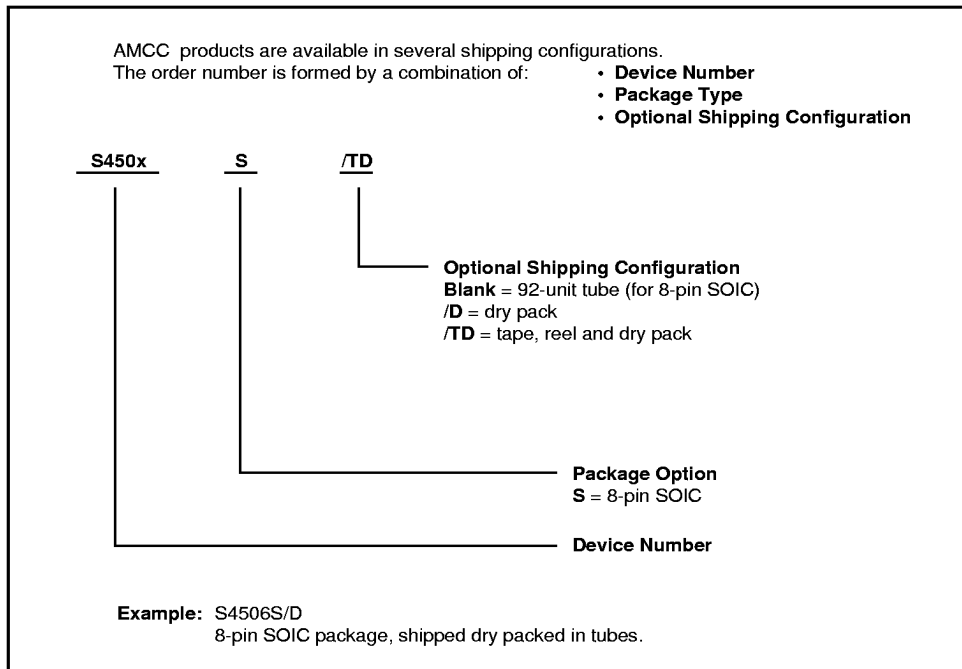 AMCC products are available in several shipping configurations.
The order number is formed by a combination of:
• Device Number
• Package Type
• Optional Shipping Configuration
S450x S /TD
Optional Shipping Configuration
Blank = 92-unit tube (for 8-pin SOIC)
/D = dry pack
/TD = tape, reel and dry pack
Package Option
S = 8-pin SOIC
Device Number
Example: S4506S/D
8-pin SOIC package, shipped dry packed in tubes.